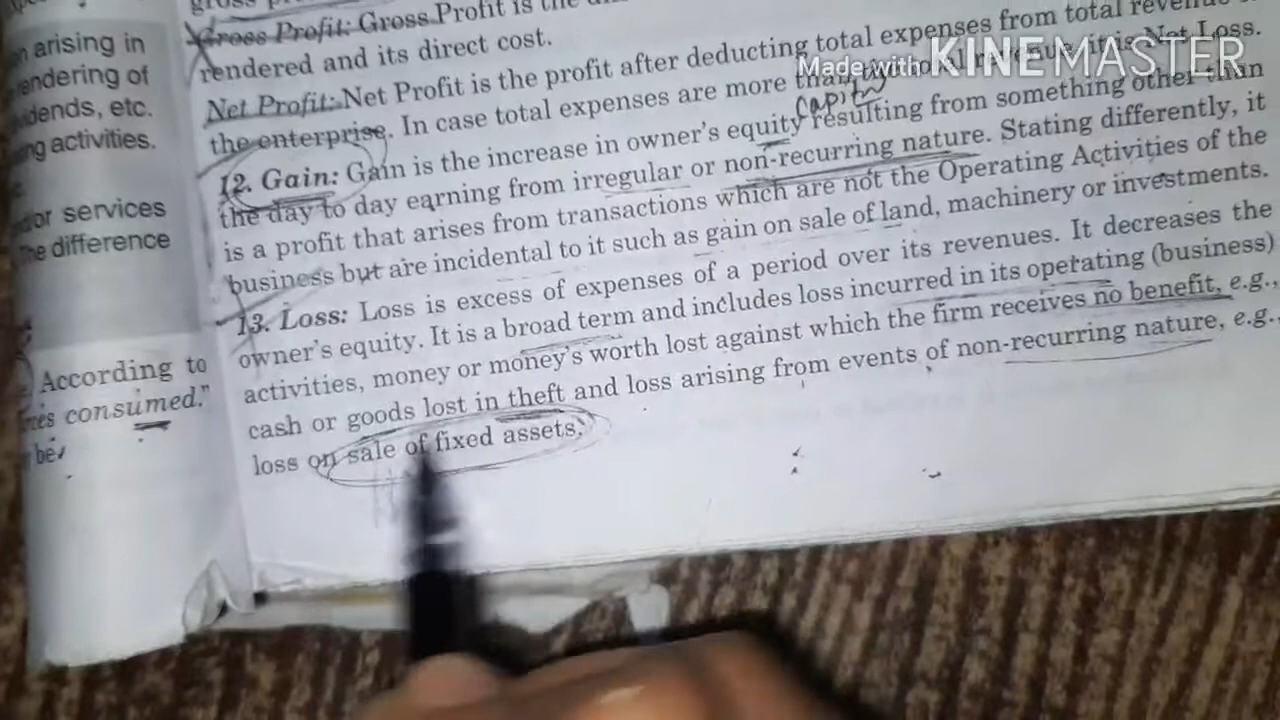 Gross Profit: Gross Profit is the
rendered and its direct cost.
Net Profit: Net Profit is the profit after deducting total expenses from total
the enterprise. In case total expenses are more than it is Net Loss.
capital
12. Gain: Gain is the increase in owner's equity resulting from something other than
the day to day earning from irregular or non-recurring nature. Stating differently, it
is a profit that arises from transactions which are not the Operating Activities of the
business but are incidental to it such as gain on sale of land, machinery or investments.
13. Loss: Loss is excess of expenses of a period over its revenues. It decreases the
owner's equity. It is a broad term and includes loss incurred in its operating (business)
activities, money or money's worth lost against which the firm receives no benefit, e.g.,
cash or goods lost in theft and loss arising from events of non-recurring nature, e.g.,
loss on sale of fixed assets.
arising in
rendering of
dends, etc.
activities.
or services
The difference
According to
consumed."
be
Made with KINEMASTER